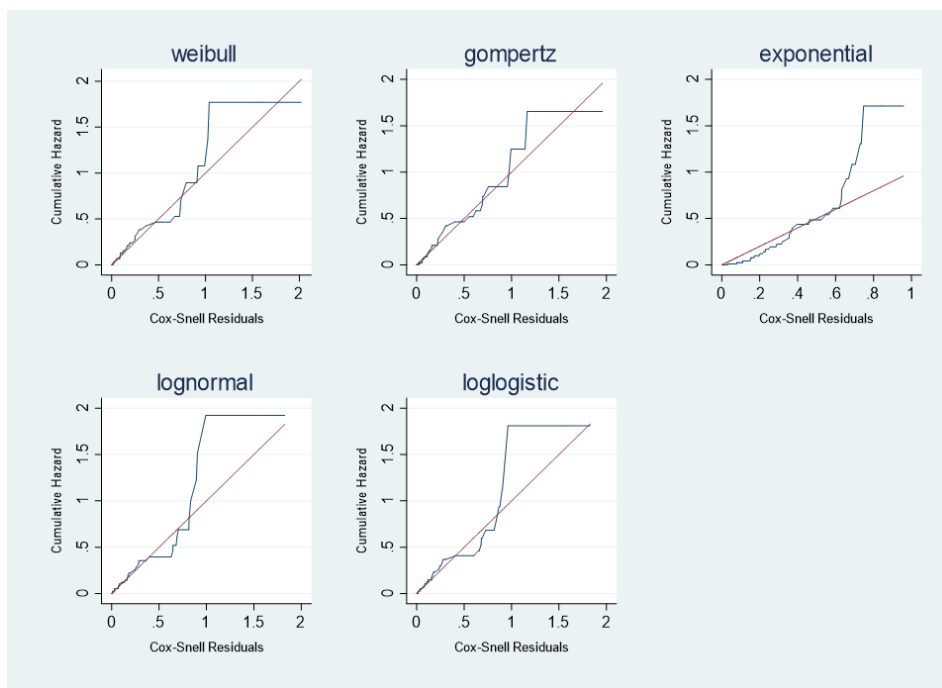 weibull
Cumulative Hazard
0 .5 1 1.5 2
0 .5 1 1.5 2
Cox-Snell Residuals
gompertz
Cumulative Hazard
0 .5 1 1.5 2
0 .5 1 1.5 2
Cox-Snell Residuals
exponential
Cumulative Hazard
0 .5 1 1.5 2
0 .2 .4 .6 .8 1
Cox-Snell Residuals
lognormal
Cumulative Hazard
0 .5 1 1.5 2
0 .5 1 1.5 2
Cox-Snell Residuals
loglogistic
Cumulative Hazard
0 .5 1 1.5 2
0 .5 1 1.5 2
Cox-Snell Residuals